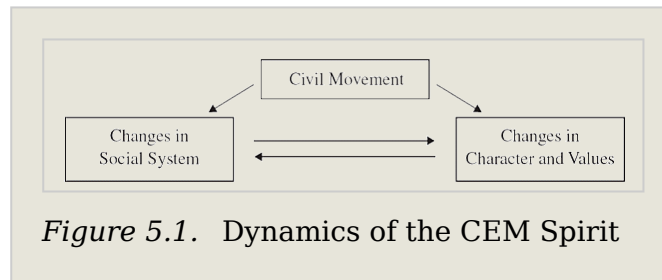 Civil Movement
Changes in
Social System
Changes in
Character and Values
Figure 5.1. Dynamics of the CEM Spirit